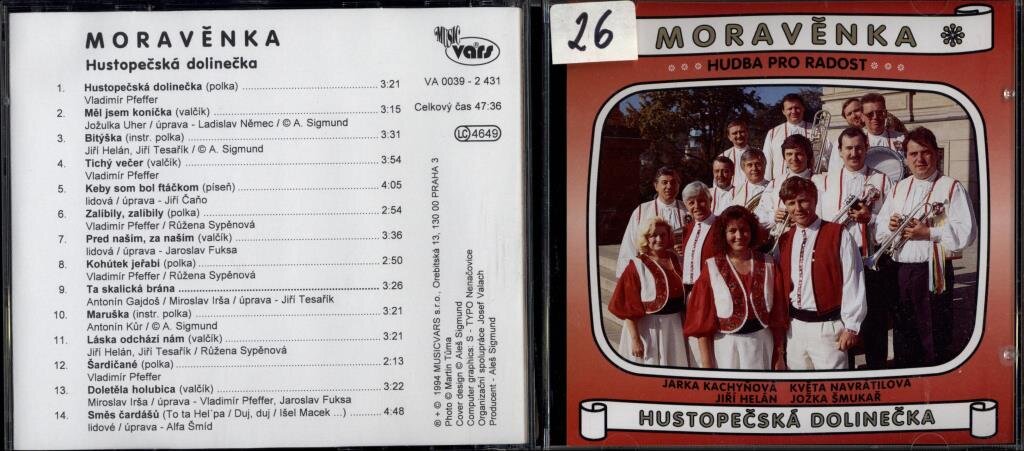 MORAVĚNKA
Hustopečská dolinečka
MUSIC vars
VA 0039 - 2 431
Celkový čas 47:36
LC 4649
1. Hustopečská dolinečka (polka) 3:21
Vladimír Pfeffer
2. Měl jsem koníčka (valčík) 3:15
Jožulka Uher / úprava - Ladislav Němec / © A. Sigmund
3. Bitýška (instr. polka) 3:31
Jiří Helán, Jiří Tesařík / © A. Sigmund
4. Tichý večer (valčík) 3:54
Vladimír Pfeffer
5. Keby som bol ftáčkom (píseň) 4:05
lidová / úprava - Jiří Čaňo
6. Zalíbily, zalíbily (polka) 2:54
Vladimír Pfeffer / Růžena Sypěnová
7. Pred naším, za naším (valčík) 3:36
lidová / úprava - Jaroslav Fuksa
8. Kohútek jeřabí (polka) 2:50
Vladimír Pfeffer / Růžena Sypěnová
9. Ta skalická brána 3:26
Antonín Gajdoš / Miroslav Irša / úprava - Jiří Tesařík
10. Maruška (instr. polka) 3:21
Antonín Kůr / © A. Sigmund
11. Láska odchází nám (valčík) 3:21
Jiří Helán, Jiří Tesařík / Růžena Sypěnová
12. Šardičané (polka) 2:13
Vladimír Pfeffer
13. Doletěla holubica (valčík) 3:22
Miroslav Irša / úprava - Vladimír Pfeffer, Jaroslav Fuksa
14. Směs čardášů (To ta Hel´pa / Duj, duj / Išel Macek ...) 4:48
lidové / úprava - Alfa Šmíd
℗ + © 1994 MUSICVARS s.r.o., Orebitská 13, 130 00 PRAHA 3
Photo © Martin Tůma
Cover design © Aleš Sigmund
Computer graphics: S - TYPO Nenačovice
Organizační spolupráce Josef Valach
Producent - Aleš Sigmund
26
MORAVĚNKA
HUDBA PRO RADOST
JARKA KACHYŇOVÁ KVĚTA NAVRÁTILOVÁ
JIŘÍ HELÁN JOŽKA ŠMUKAŘ
HUSTOPEČSKÁ DOLINEČKA